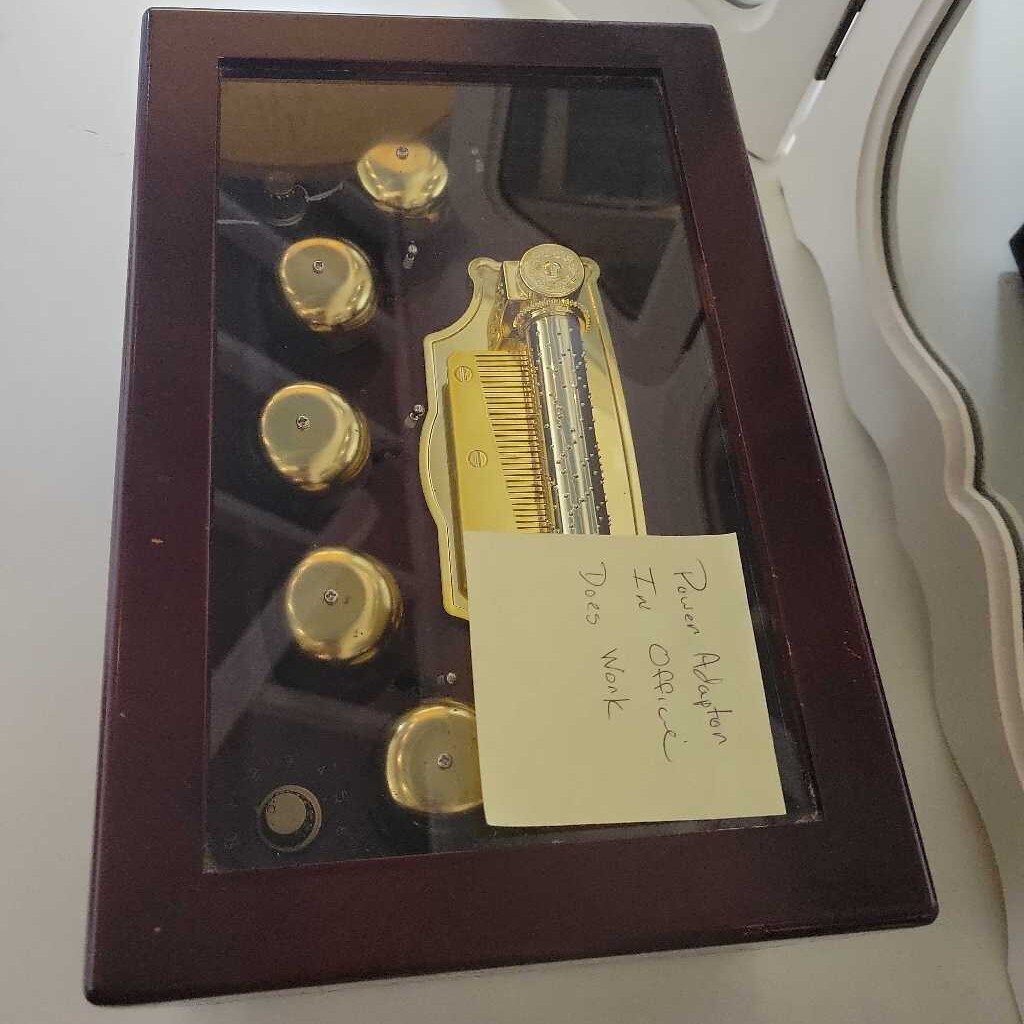 Power Adapter
In Office
Does Work